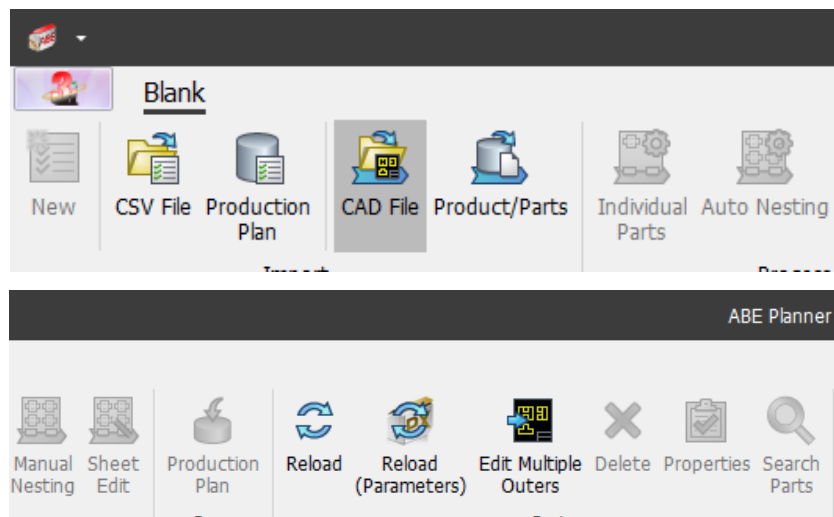 Blank
New
CSV File
Production
Plan
CAD File
Product/Parts
Individual
Parts
Auto Nesting
ABE Planner
Manual
Nesting
Sheet
Edit
Production
Plan
Reload
Reload
(Parameters)
Edit Multiple
Outers
Delete
Properties
Search
Parts